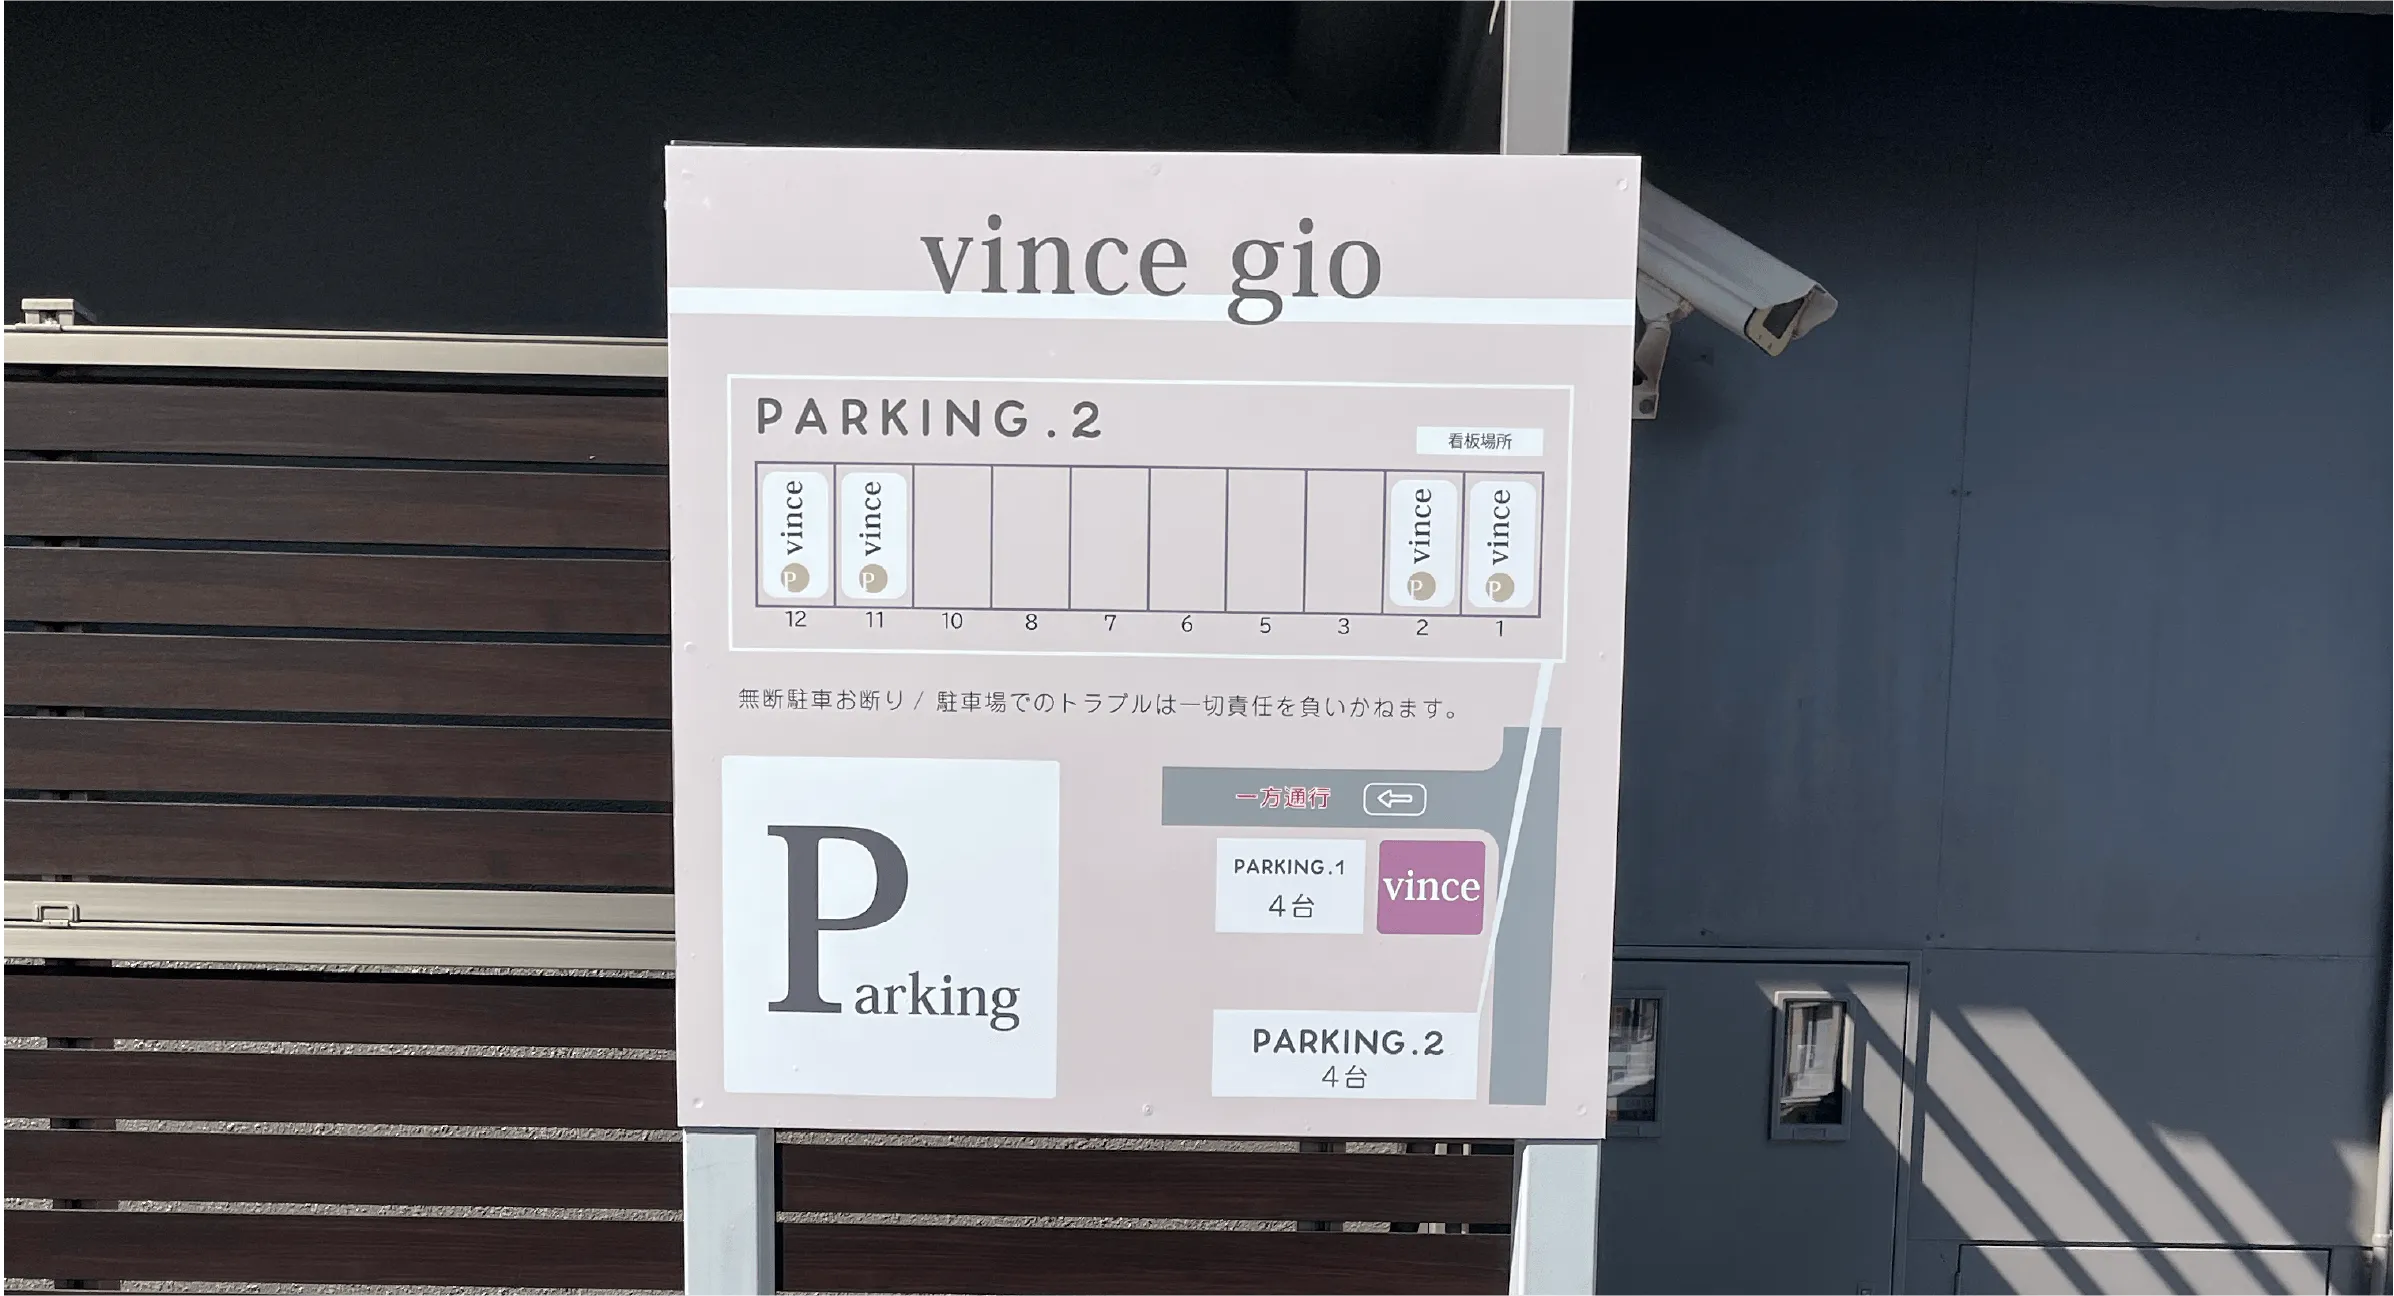 vince gio
PARKING.2
看板場所
vince vince vince vince
P P P P
12 11 10 8 7 6 5 3 2 1
無断駐車お断り / 駐車場でのトラブルは一切責任を負いかねます。
一方通行
PARKING.1
4台
vince
Parking
PARKING.2
4台